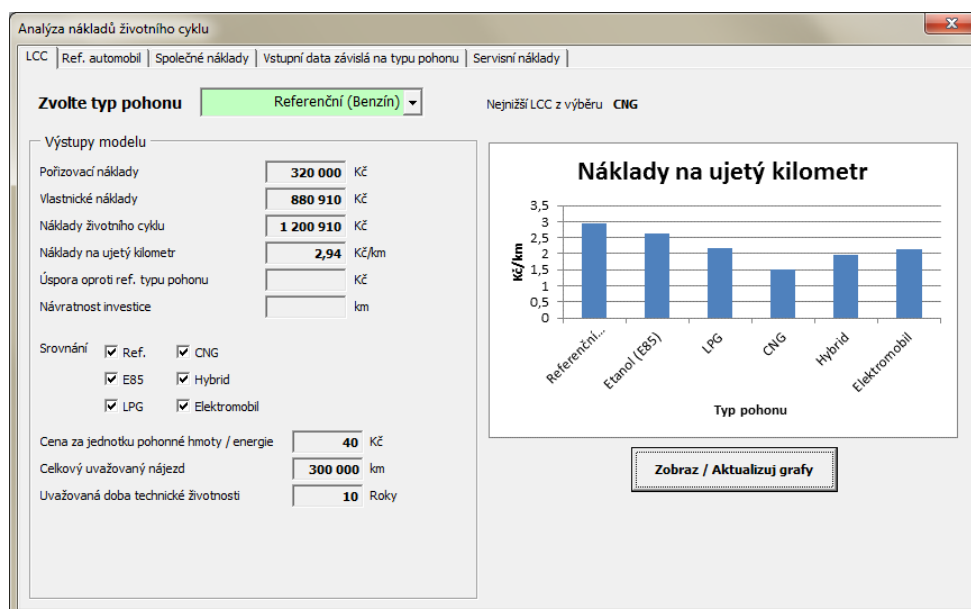 Analýza nákladů životního cyklu
LCC Ref. automobil Společné náklady Vstupní data závislá na typu pohonu Servisní náklady
Zvolte typ pohonu Referenční (Benzín) Nejnižší LCC z výběru CNG
Výstupy modelu
Pořizovací náklady 320 000 Kč
Vlastnické náklady 880 910 Kč
Náklady životního cyklu 1 200 910 Kč
Náklady na ujetý kilometr 2,94 Kč/km
Úspora oproti ref. typu pohonu Kč
Návratnost investice km
Srovnání Ref. CNG
E85 Hybrid
LPG Elektromobil
Cena za jednotku pohonné hmoty / energie 40 Kč
Celkový uvažovaný nájezd 300 000 km
Uvažovaná doba technické životnosti 10 Roky
Náklady na ujetý kilometr
Kč/km
3,5
3
2,5
2
1,5
1
0,5
0
Referenční...
Etanol (E85)
LPG
CNG
Hybrid
Elektromobil
Typ pohonu
Zobraz / Aktualizuj grafy